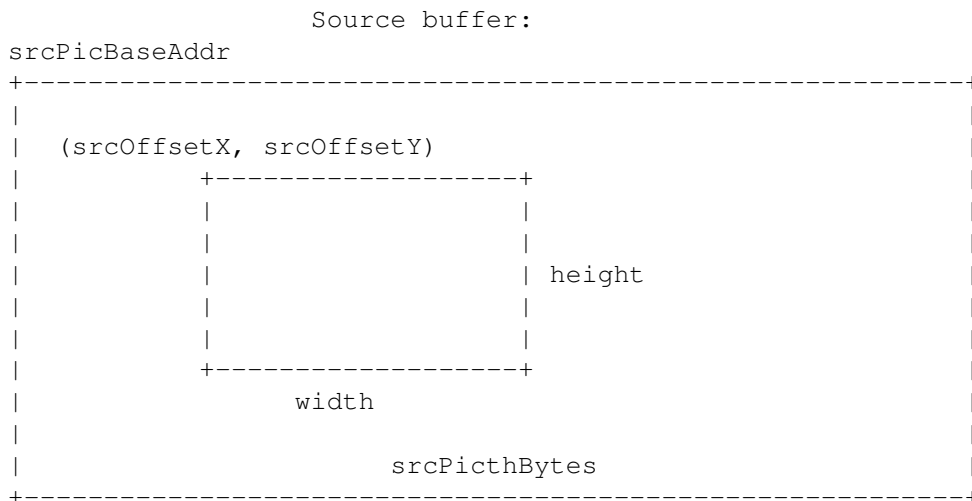 Source buffer:
srcPicBaseAddr
(srcOffsetX, srcOffsetY)
height
width
srcPicthBytes